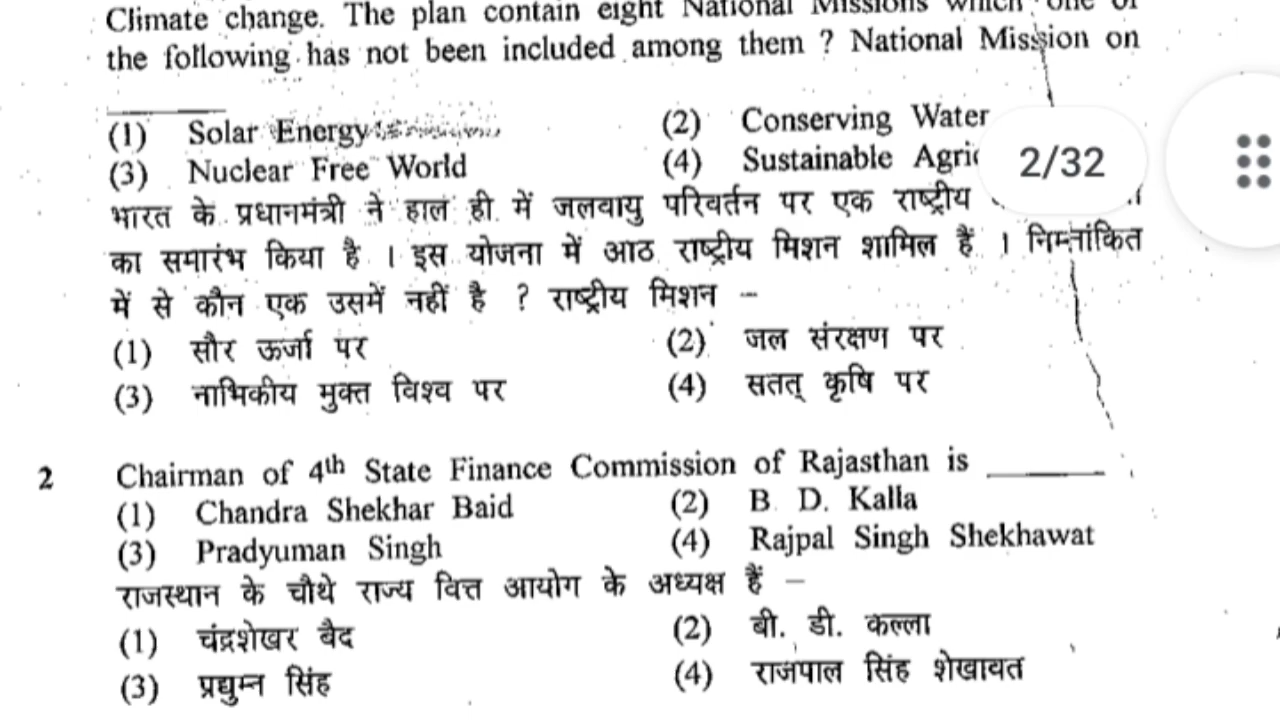 Climate change. The plan contain eight National Missions which one of
the following has not been included among them ? National Mission on
(1) Solar Energy (2) Conserving Water
(3) Nuclear Free World (4) Sustainable
2/32
भारत के प्रधानमंत्री ने हाल ही में जलवायु परिवर्तन पर एक राष्ट्रीय
का समारंभ किया है । इस योजना में आठ राष्ट्रीय मिशन शामिल हैं । निम्नांकित
में से कौन एक उसमें नहीं है ? राष्ट्रीय मिशन –
(1) सौर ऊर्जा पर (2) जल संरक्षण पर
(3) नाभिकीय मुक्त विश्व पर (4) सतत् कृषि पर
2 Chairman of 4th State Finance Commission of Rajasthan is ______
(1) Chandra Shekhar Baid (2) B. D. Kalla
(3) Pradyuman Singh (4) Rajpal Singh Shekhawat
राजस्थान के चौथे राज्य वित्त आयोग के अध्यक्ष हैं –
(1) चंद्रशेखर बैद (2) बी. डी. कल्ला
(3) प्रद्युम्न सिंह (4) राजपाल सिंह शेखावत